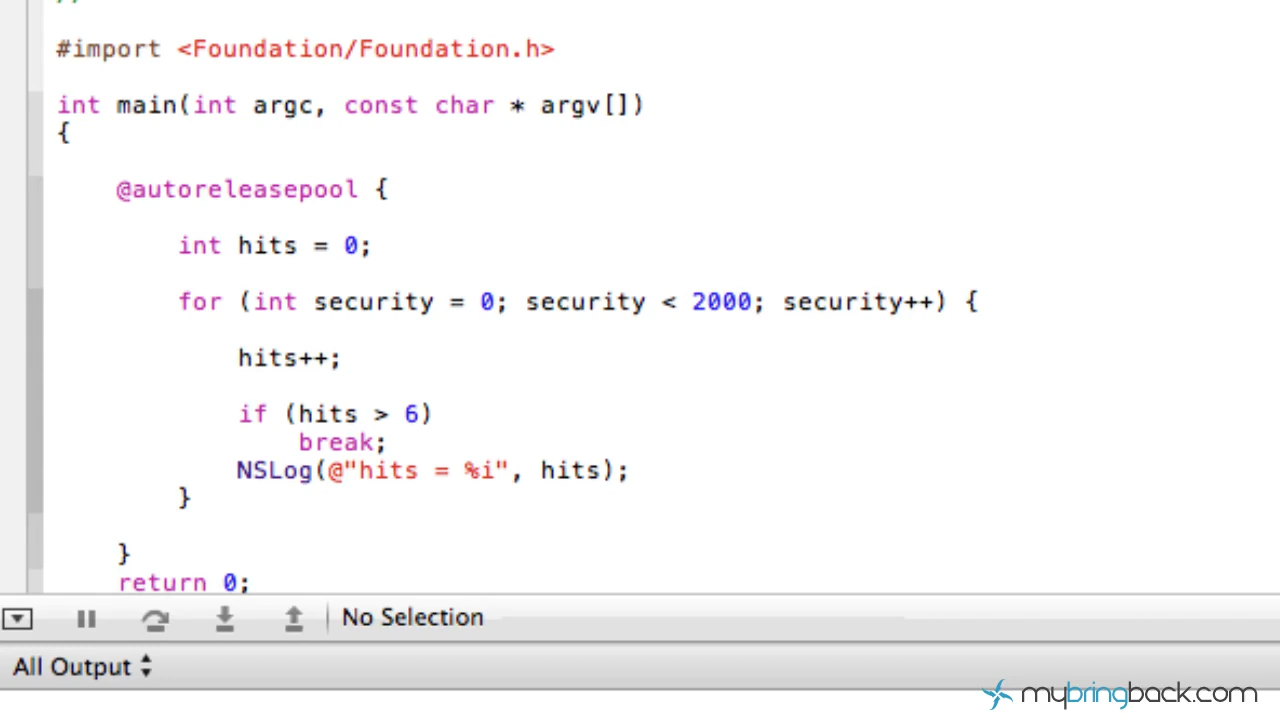 #import <Foundation/Foundation.h>
int main(int argc, const char * argv[])
{
@autoreleasepool {
int hits = 0;
for (int security = 0; security < 2000; security++) {
hits++;
if (hits > 6)
break;
NSLog(@"hits = %i", hits);
}
}
return 0;
No Selection
All Output
mybringback.com